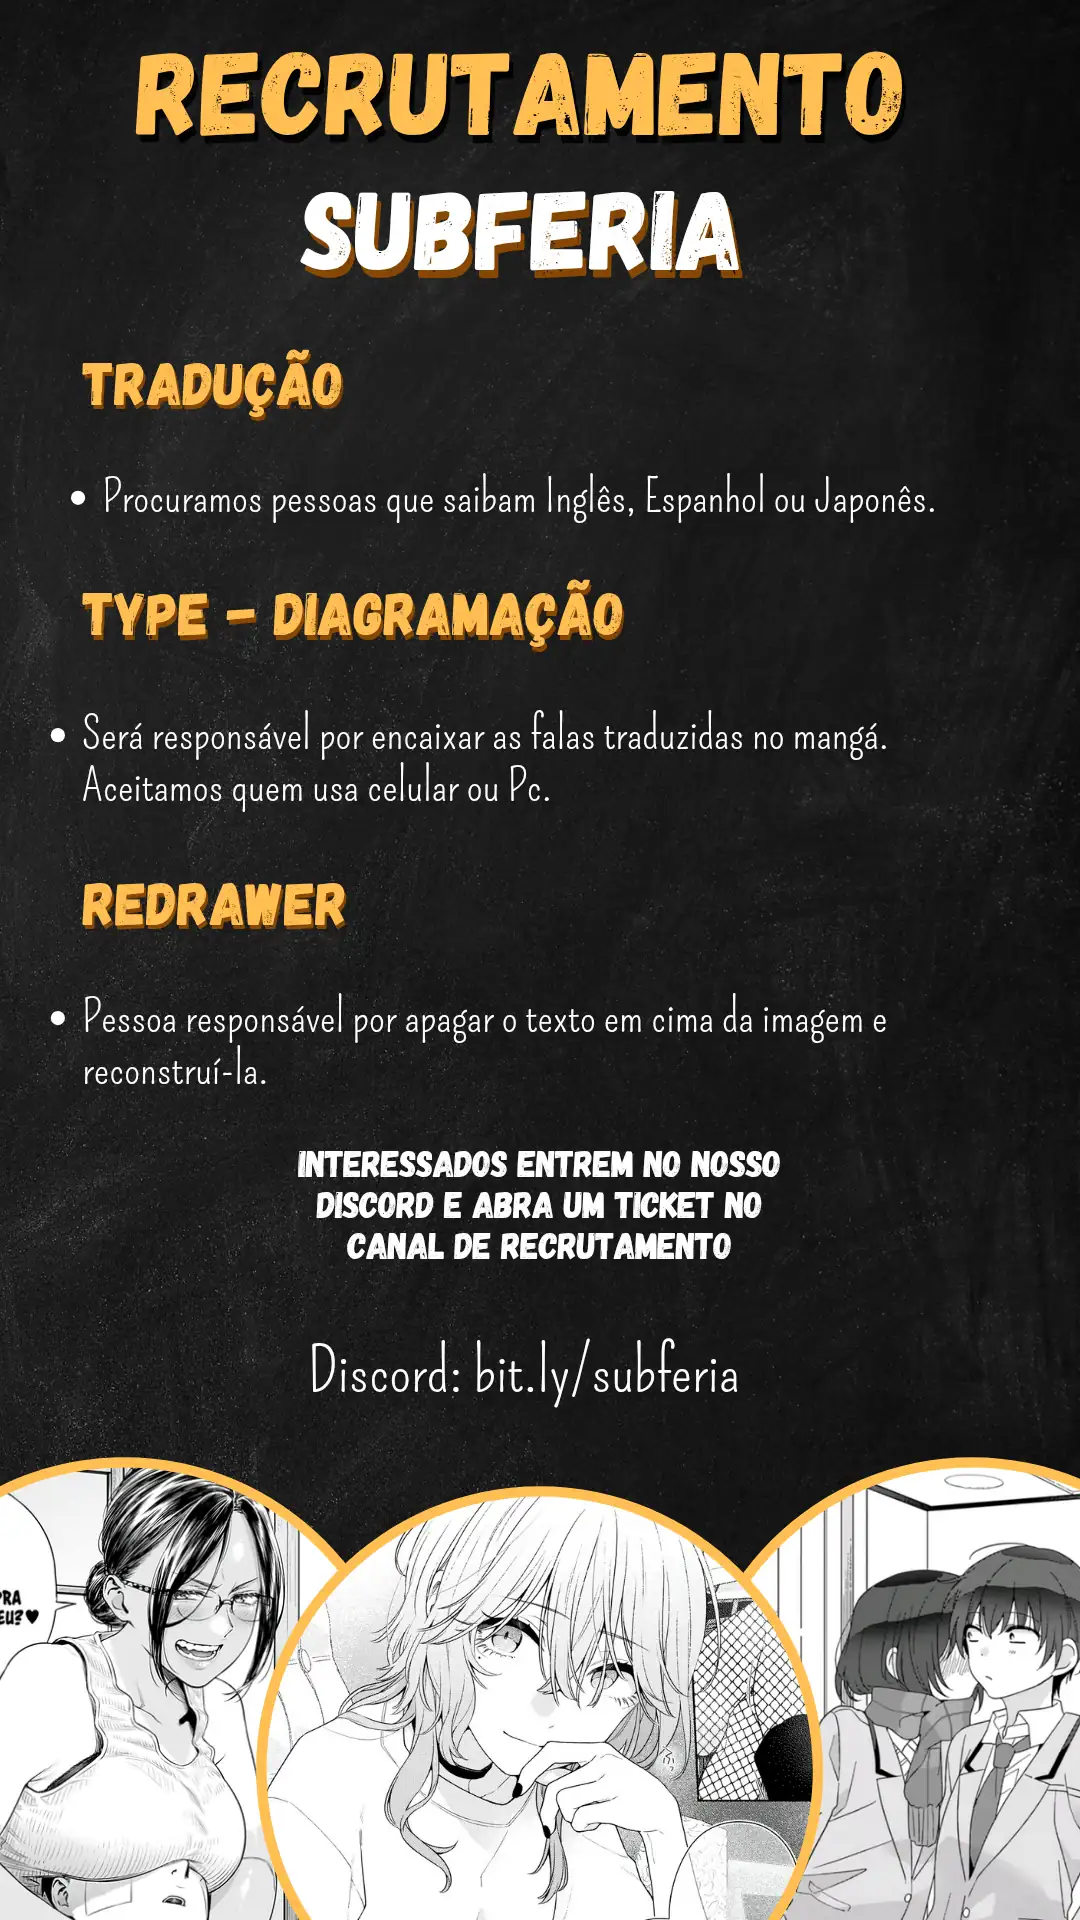 RECRUTAMENTO
SUBFERIA
TRADUÇÃO
• Procuramos pessoas que saibam Inglês, Espanhol ou Japonês.
TYPE - DIAGRAMAÇÃO
• Será responsável por encaixar as falas traduzidas no mangá.
Aceitamos quem usa celular ou Pc.
REDRAWER
• Pessoa responsável por apagar o texto em cima da imagem e
reconstruí-la.
INTERESSADOS ENTREM NO NOSSO
DISCORD E ABRA UM TICKET NO
CANAL DE RECRUTAMENTO
Discord: bit.ly/subferia